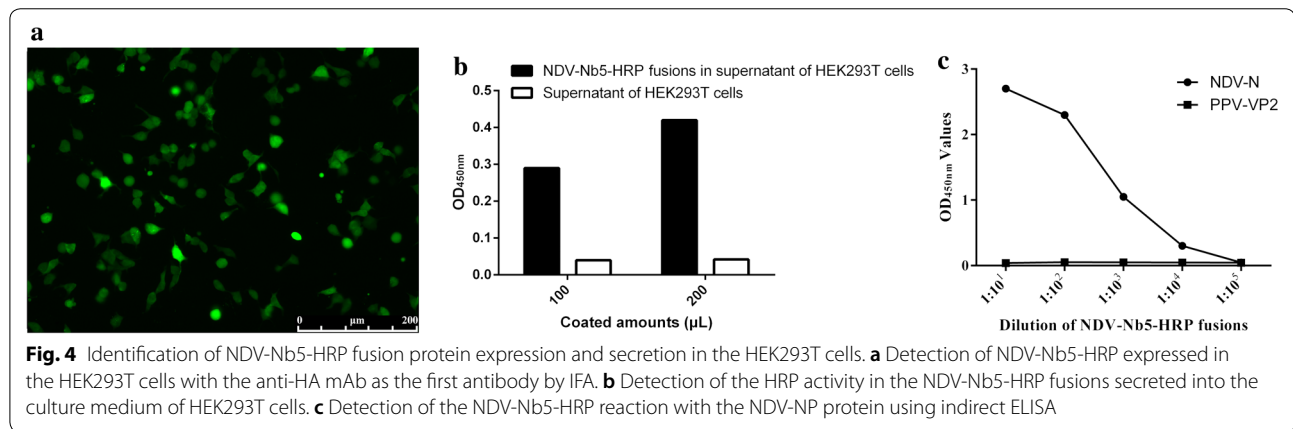 a
0 µm 200
b
NDV-Nb5-HRP fusions in supernatant of HEK293T cells
Supernatant of HEK293T cells
OD450nm
0.5
0.4
0.3
0.2
0.1
0.0
100
200
Coated amounts (µL)
c
NDV-N
PPV-VP2
OD450nm Values
3
2
1
0
1:10¹
1:10²
1:10³
1:10⁴
1:10⁵
Dilution of NDV-Nb5-HRP fusions
Fig. 4 Identification of NDV-Nb5-HRP fusion protein expression and secretion in the HEK293T cells. a Detection of NDV-Nb5-HRP expressed in
the HEK293T cells with the anti-HA mAb as the first antibody by IFA. b Detection of the HRP activity in the NDV-Nb5-HRP fusions secreted into the
culture medium of HEK293T cells. c Detection of the NDV-Nb5-HRP reaction with the NDV-NP protein using indirect ELISA